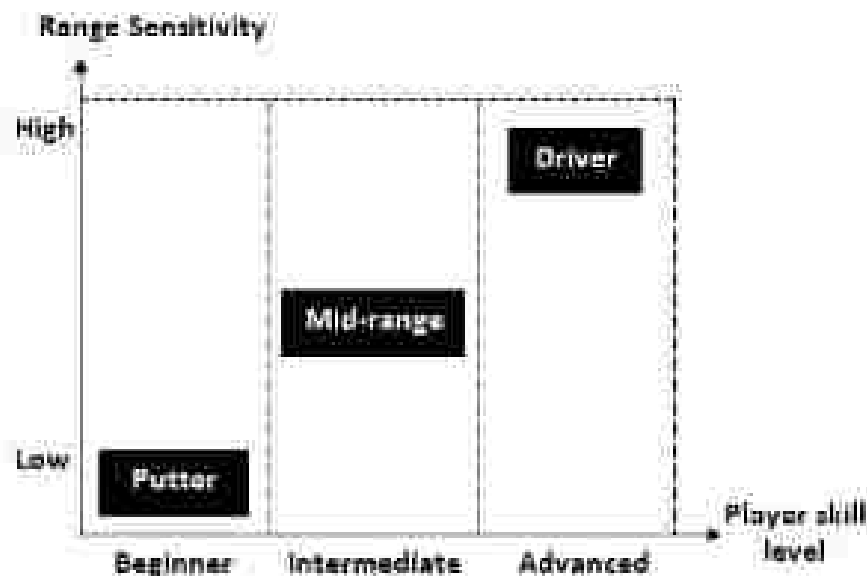 Range Sensitivity
High
Driver
Mid-range
Low
Putter
Player skill
level
Beginner Intermediate Advanced